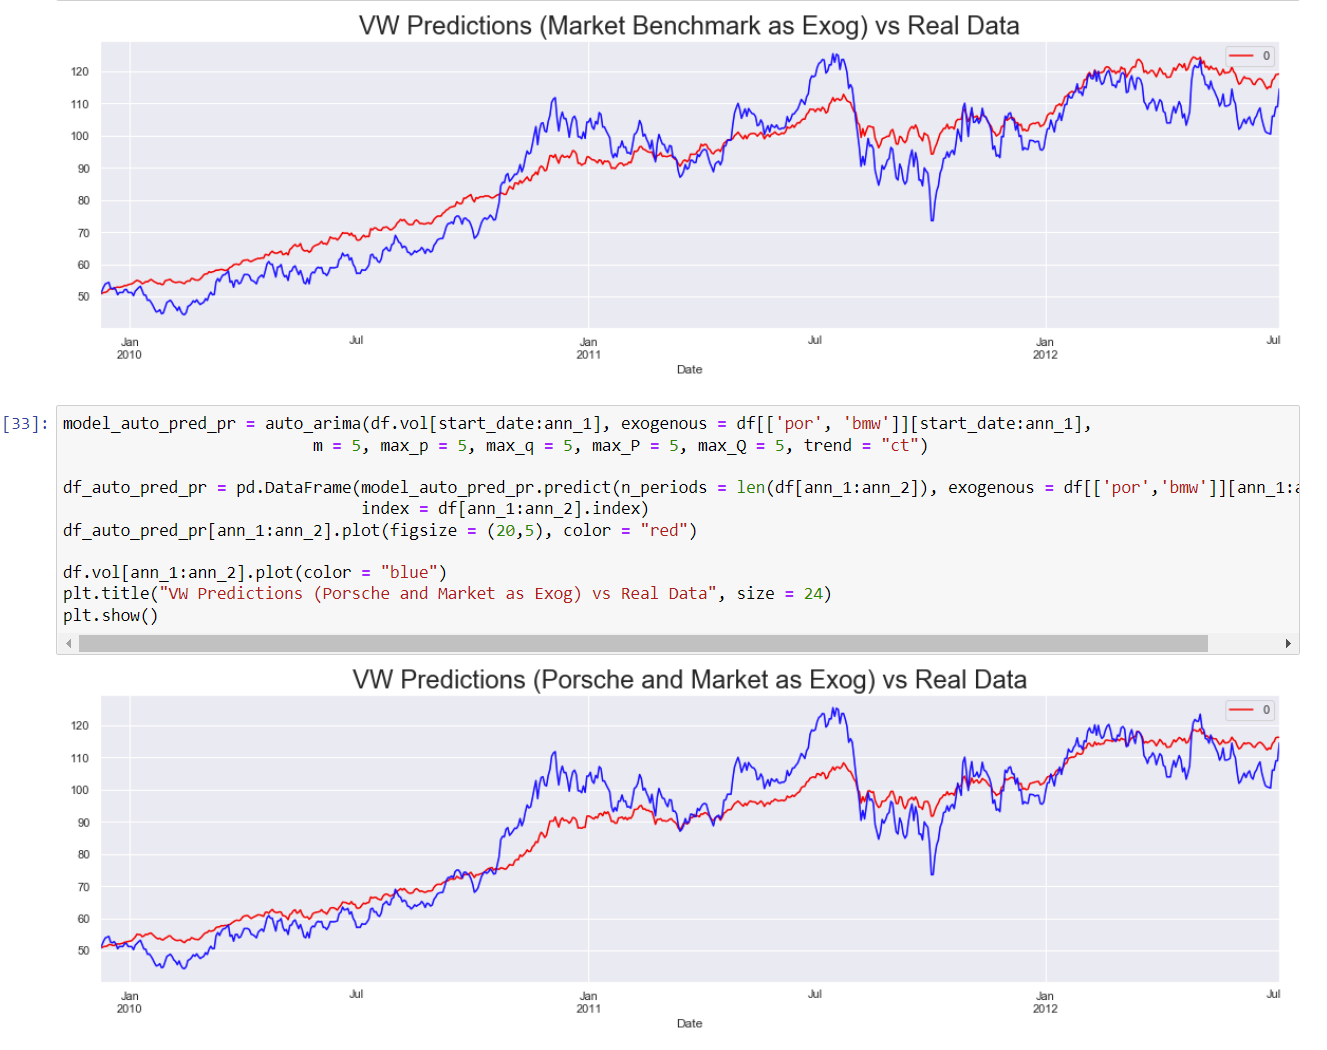 VW Predictions (Market Benchmark as Exog) vs Real Data
0
120
110
100
90
80
70
60
50
Jan
2010
Jul
Jan
2011
Jul
Jan
2012
Jul
Date
[33]:
model_auto_pred_pr = auto_arima(df.vol[start_date:ann_1], exogenous = df[['por', 'bmw']][start_date:ann_1],
m = 5, max_p = 5, max_q = 5, max_P = 5, max_Q = 5, trend = "ct")
df_auto_pred_pr = pd.DataFrame(model_auto_pred_pr.predict(n_periods = len(df[ann_1:ann_2]), exogenous = df[['por','bmw']][ann_1:
index = df[ann_1:ann_2].index)
df_auto_pred_pr[ann_1:ann_2].plot(figsize = (20,5), color = "red")
df.vol[ann_1:ann_2].plot(color = "blue")
plt.title("VW Predictions (Porsche and Market as Exog) vs Real Data", size = 24)
plt.show()
VW Predictions (Porsche and Market as Exog) vs Real Data
0
120
110
100
90
80
70
60
50
Jan
2010
Jul
Jan
2011
Jul
Jan
2012
Jul
Date